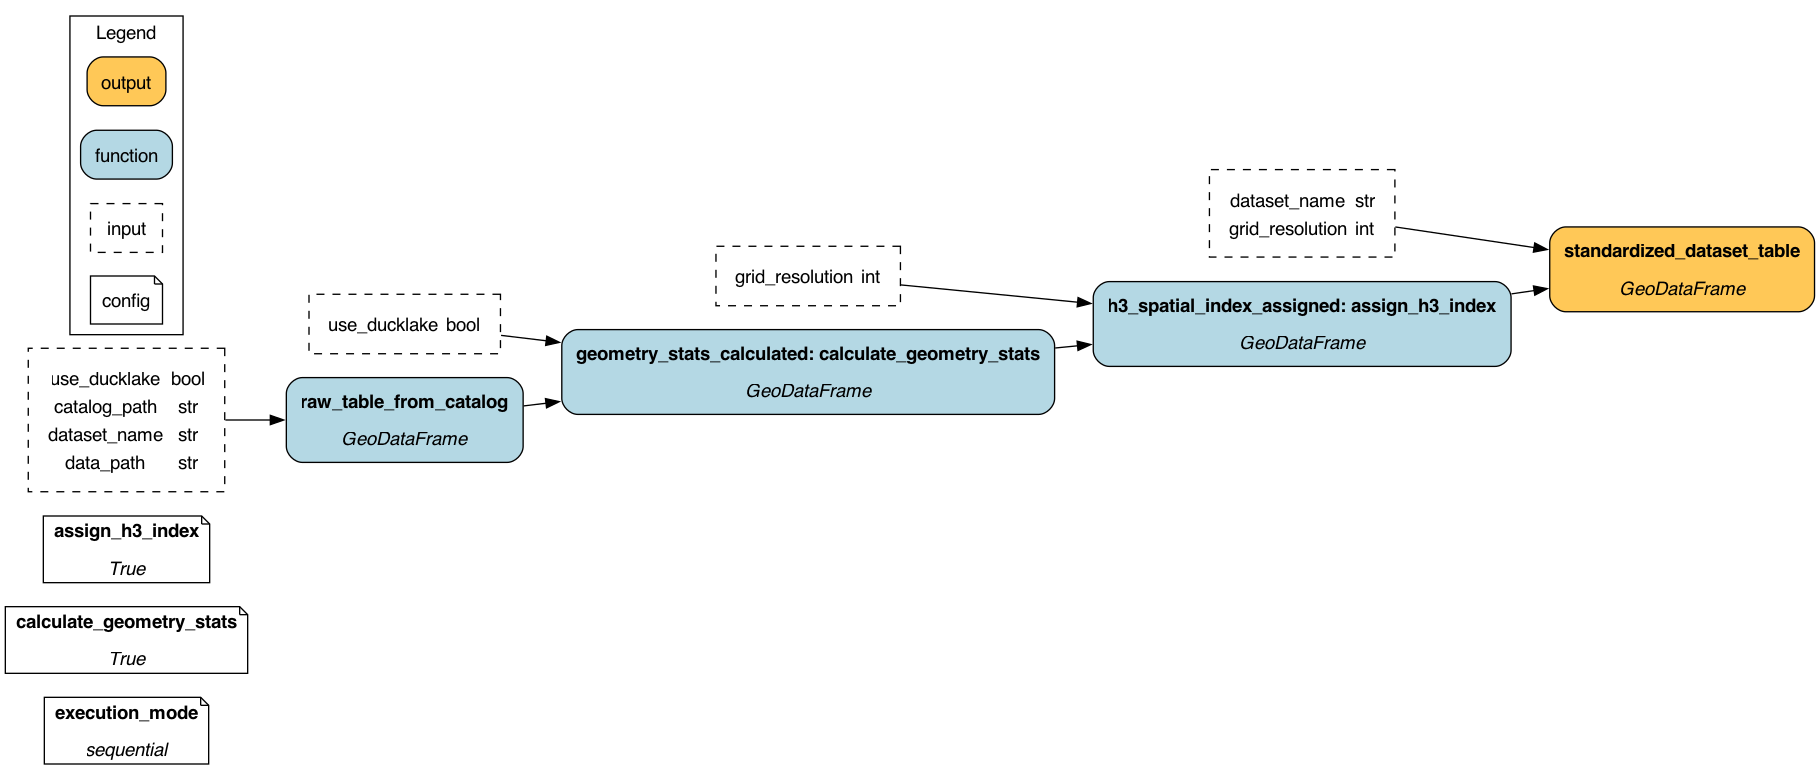 Legend
output
function
input
config
use_ducklake bool
catalog_path str
dataset_name str
data_path str
assign_h3_index
True
calculate_geometry_stats
True
execution_mode
sequential
raw_table_from_catalog
GeoDataFrame
use_ducklake bool
geometry_stats_calculated: calculate_geometry_stats
GeoDataFrame
grid_resolution int
h3_spatial_index_assigned: assign_h3_index
GeoDataFrame
dataset_name str
grid_resolution int
standardized_dataset_table
GeoDataFrame